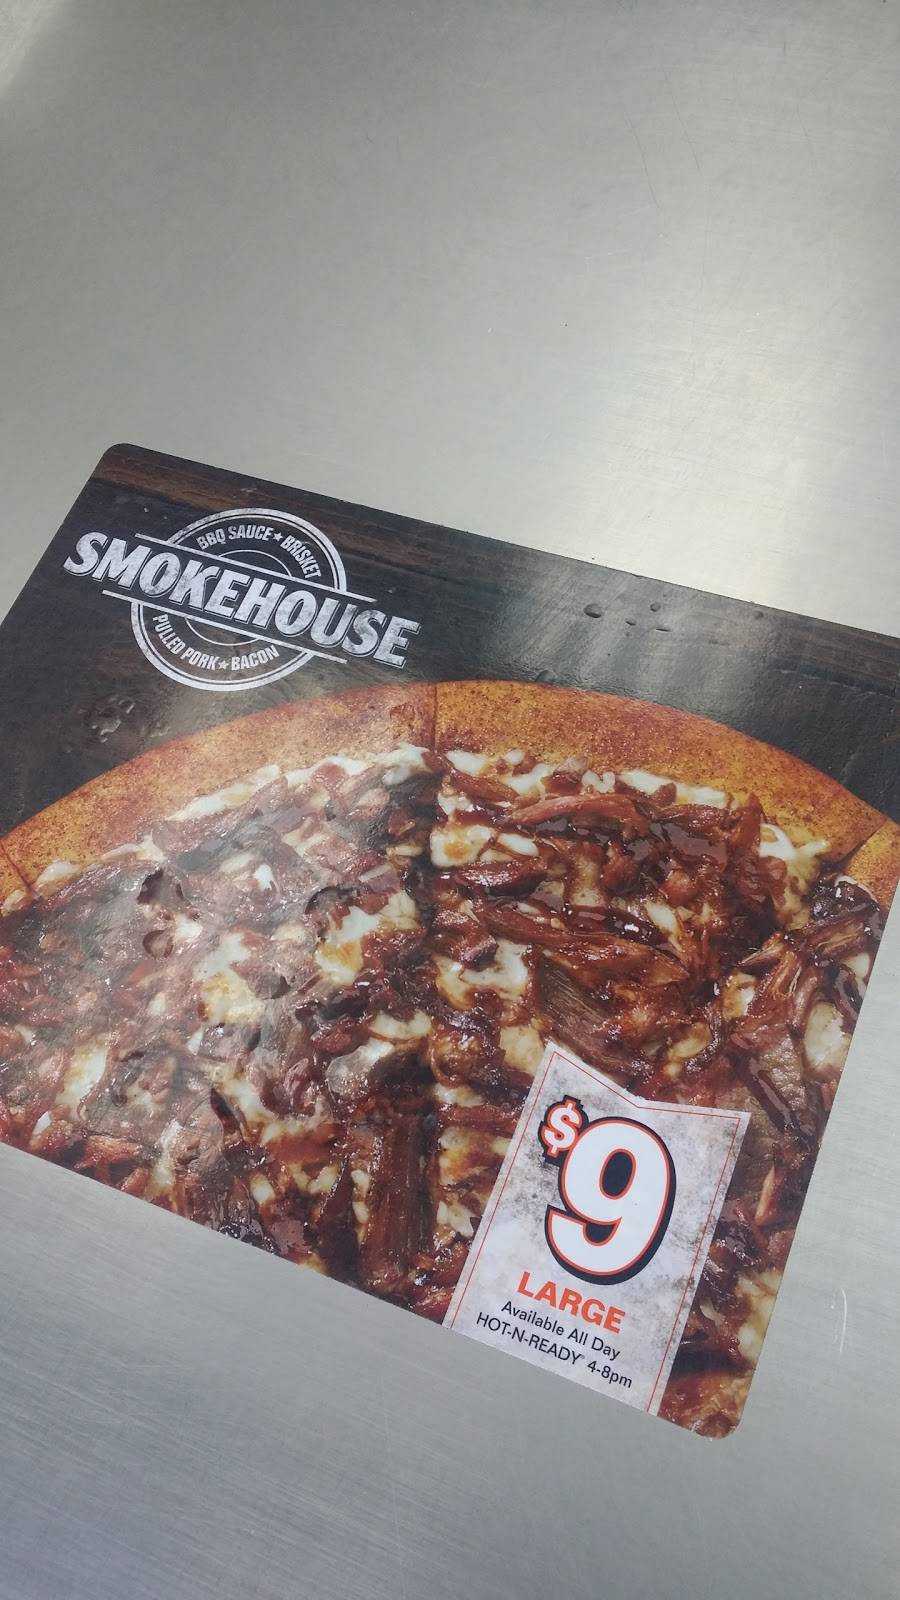 BBQ SAUCE ★ BRISKET
SMOKEHOUSE
PULLED PORK ★ BACON
$9
LARGE
Available All Day
HOT-N-READY® 4-8pm